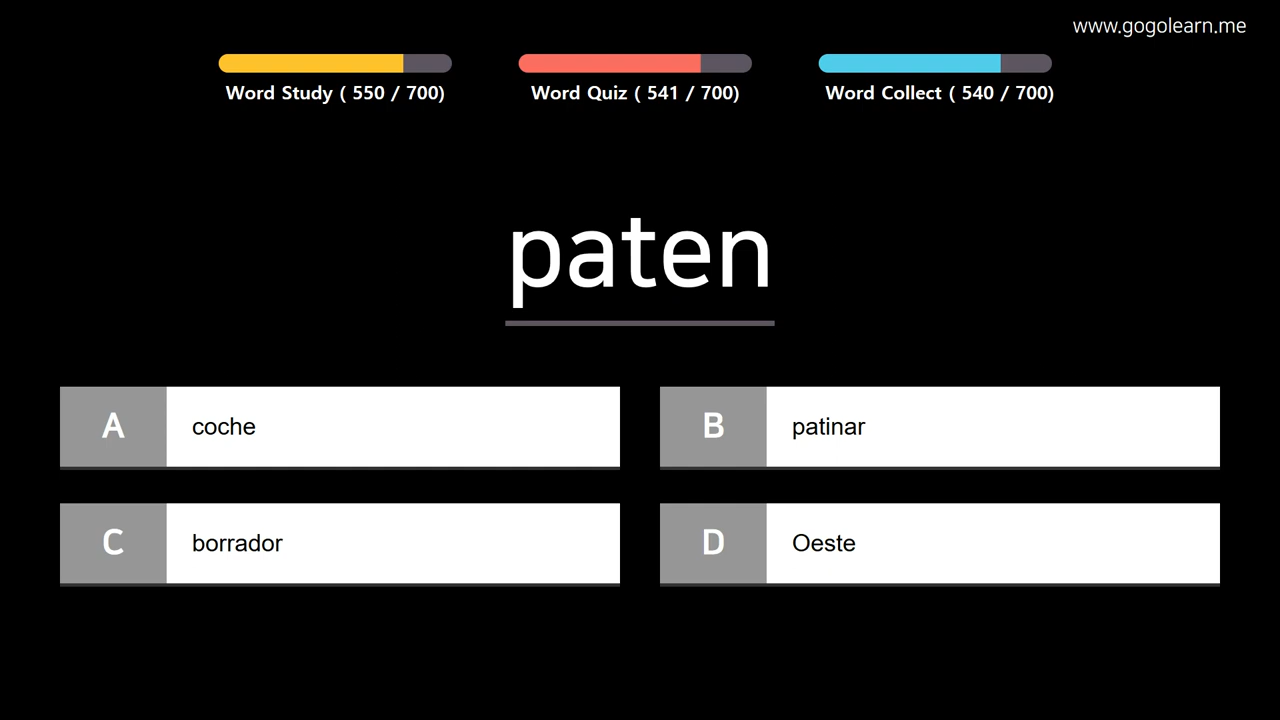 www.gogolearn.me
Word Study ( 550 / 700)
Word Quiz ( 541 / 700)
Word Collect ( 540 / 700)
paten
A
coche
B
patinar
C
borrador
D
Oeste